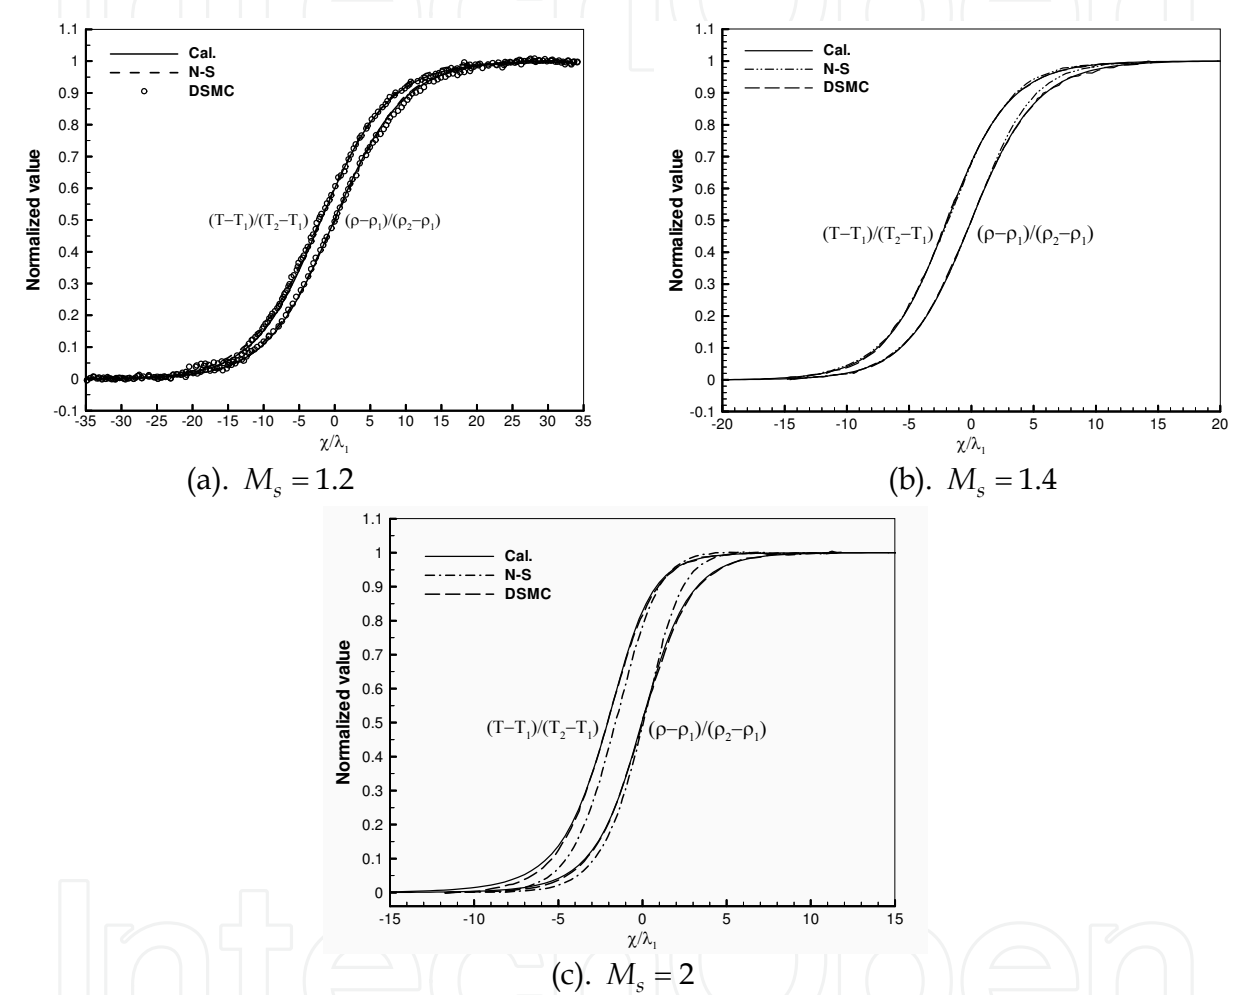 1.1
1
0.9
0.8
0.7
0.6
0.5
0.4
0.3
0.2
0.1
0
-0.1
Normalized value
Cal.
N-S
DSMC
(T−T₁)/(T₂−T₁)
(ρ−ρ₁)/(ρ₂−ρ₁)
-35 -30 -25 -20 -15 -10 -5 0 5 10 15 20 25 30 35
χ/λ₁
(a). Mₛ = 1.2
1.1
1
0.9
0.8
0.7
0.6
0.5
0.4
0.3
0.2
0.1
0
-0.1
Normalized value
Cal.
N-S
DSMC
(T−T₁)/(T₂−T₁)
(ρ−ρ₁)/(ρ₂−ρ₁)
-20 -15 -10 -5 0 5 10 15 20
χ/λ₁
(b). Mₛ = 1.4
1.1
1
0.9
0.8
0.7
0.6
0.5
0.4
0.3
0.2
0.1
0
Normalized value
Cal.
N-S
DSMC
(T−T₁)/(T₂−T₁)
(ρ−ρ₁)/(ρ₂−ρ₁)
-15 -10 -5 0 5 10 15
χ/λ₁
(c). Mₛ = 2
IntechOpen